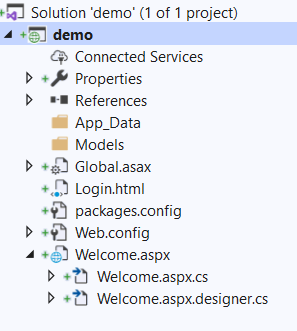 Solution 'demo' (1 of 1 project)
demo
Connected Services
Properties
References
App_Data
Models
Global.asax
Login.html
packages.config
Web.config
Welcome.aspx
Welcome.aspx.cs
Welcome.aspx.designer.cs